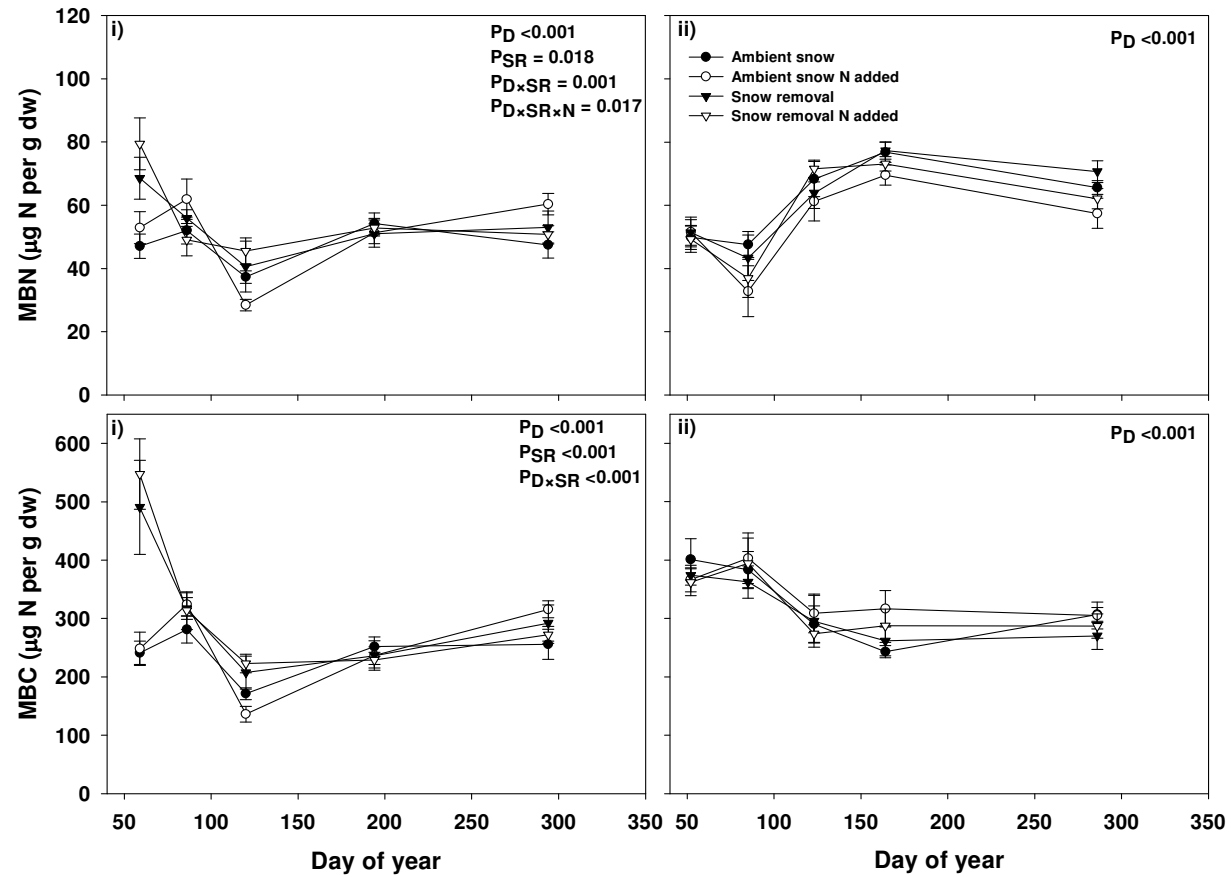 i)
P_D <0.001
P_SR = 0.018
P_D×SR = 0.001
P_D×SR×N = 0.017
120
100
80
60
40
20
0
MBN (µg N per g dw)
ii)
P_D <0.001
Ambient snow
Ambient snow N added
Snow removal
Snow removal N added
i)
P_D <0.001
P_SR <0.001
P_D×SR <0.001
600
500
400
300
200
100
0
MBC (µg N per g dw)
50 100 150 200 250 300 350
Day of year
ii)
P_D <0.001
50 100 150 200 250 300 350
Day of year